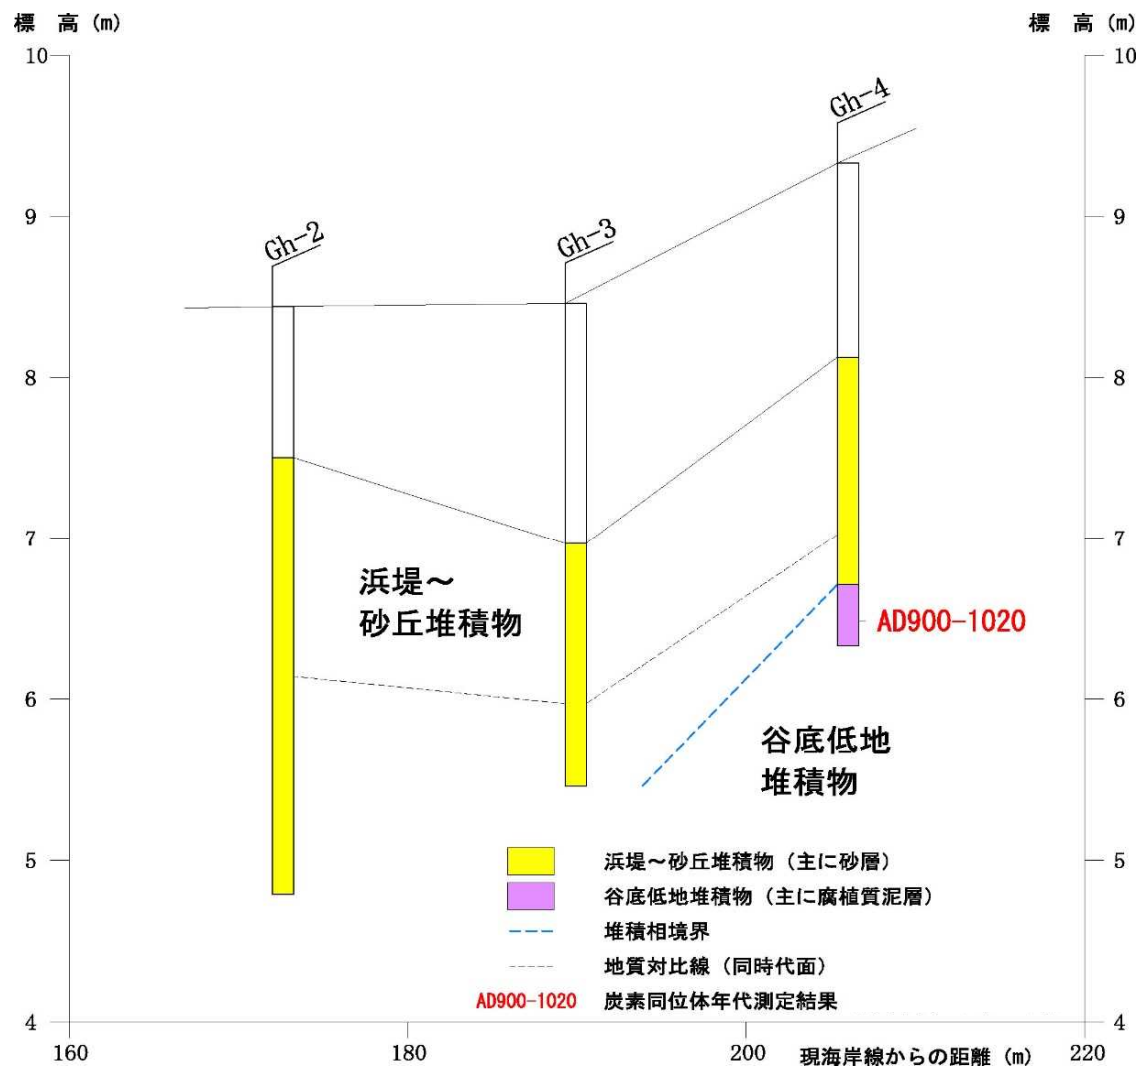 標　高 (m)
標　高 (m)
10
10
Gh-4
Gh-2
Gh-3
9
9
8
8
7
7
浜堤～
砂丘堆積物
AD900-1020
6
6
谷底低地
堆積物
5
5
浜堤～砂丘堆積物（主に砂層）
谷底低地堆積物（主に腐植質泥層）
堆積相境界
地質対比線（同時代面）
AD900-1020 炭素同位体年代測定結果
4
4
160
180
200
現海岸線からの距離 (m)
220